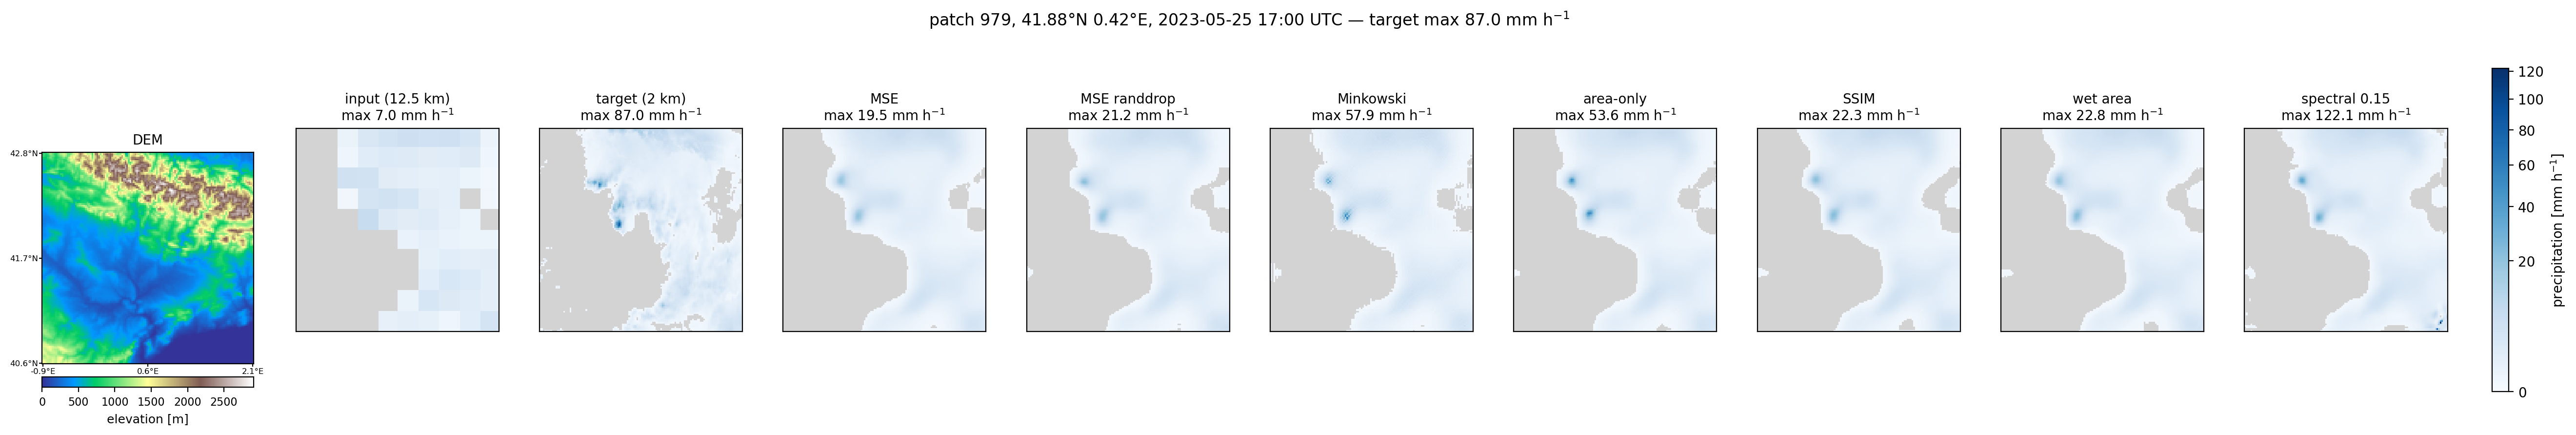 patch 979, 41.88°N 0.42°E, 2023-05-25 17:00 UTC — target max 87.0 mm h⁻¹
DEM
42.8°N
41.7°N
40.6°N
-0.9°E 0.6°E 2.1°E
0 500 1000 1500 2000 2500
elevation [m]
input (12.5 km)
max 7.0 mm h⁻¹
target (2 km)
max 87.0 mm h⁻¹
MSE
max 19.5 mm h⁻¹
MSE randdrop
max 21.2 mm h⁻¹
Minkowski
max 57.9 mm h⁻¹
area-only
max 53.6 mm h⁻¹
SSIM
max 22.3 mm h⁻¹
wet area
max 22.8 mm h⁻¹
spectral 0.15
max 122.1 mm h⁻¹
120
100
80
60
40
20
0
precipitation [mm h⁻¹]